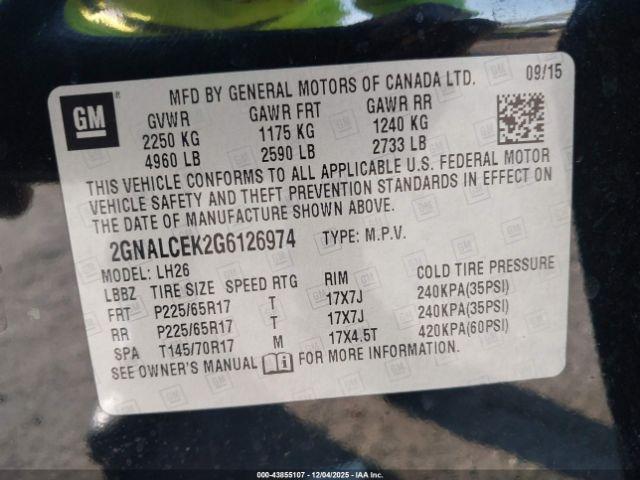 GM
®
MFD BY GENERAL MOTORS OF CANADA LTD. 09/15
GVWR GAWR FRT GAWR RR
2250 KG 1175 KG 1240 KG
4960 LB 2590 LB 2733 LB
THIS VEHICLE CONFORMS TO ALL APPLICABLE U.S. FEDERAL MOTOR
VEHICLE SAFETY AND THEFT PREVENTION STANDARDS IN EFFECT ON
THE DATE OF MANUFACTURE SHOWN ABOVE.
2GNALCEK2G6126974 TYPE: M.P.V.
MODEL: LH26
LBBZ TIRE SIZE SPEED RTG RIM COLD TIRE PRESSURE
FRT P225/65R17 T 17X7J 240KPA(35PSI)
RR P225/65R17 T 17X7J 240KPA(35PSI)
SPA T145/70R17 M 17X4.5T 420KPA(60PSI)
SEE OWNER'S MANUAL FOR MORE INFORMATION.
000-43855107 - 12/04/2025 - IAAI Auctions